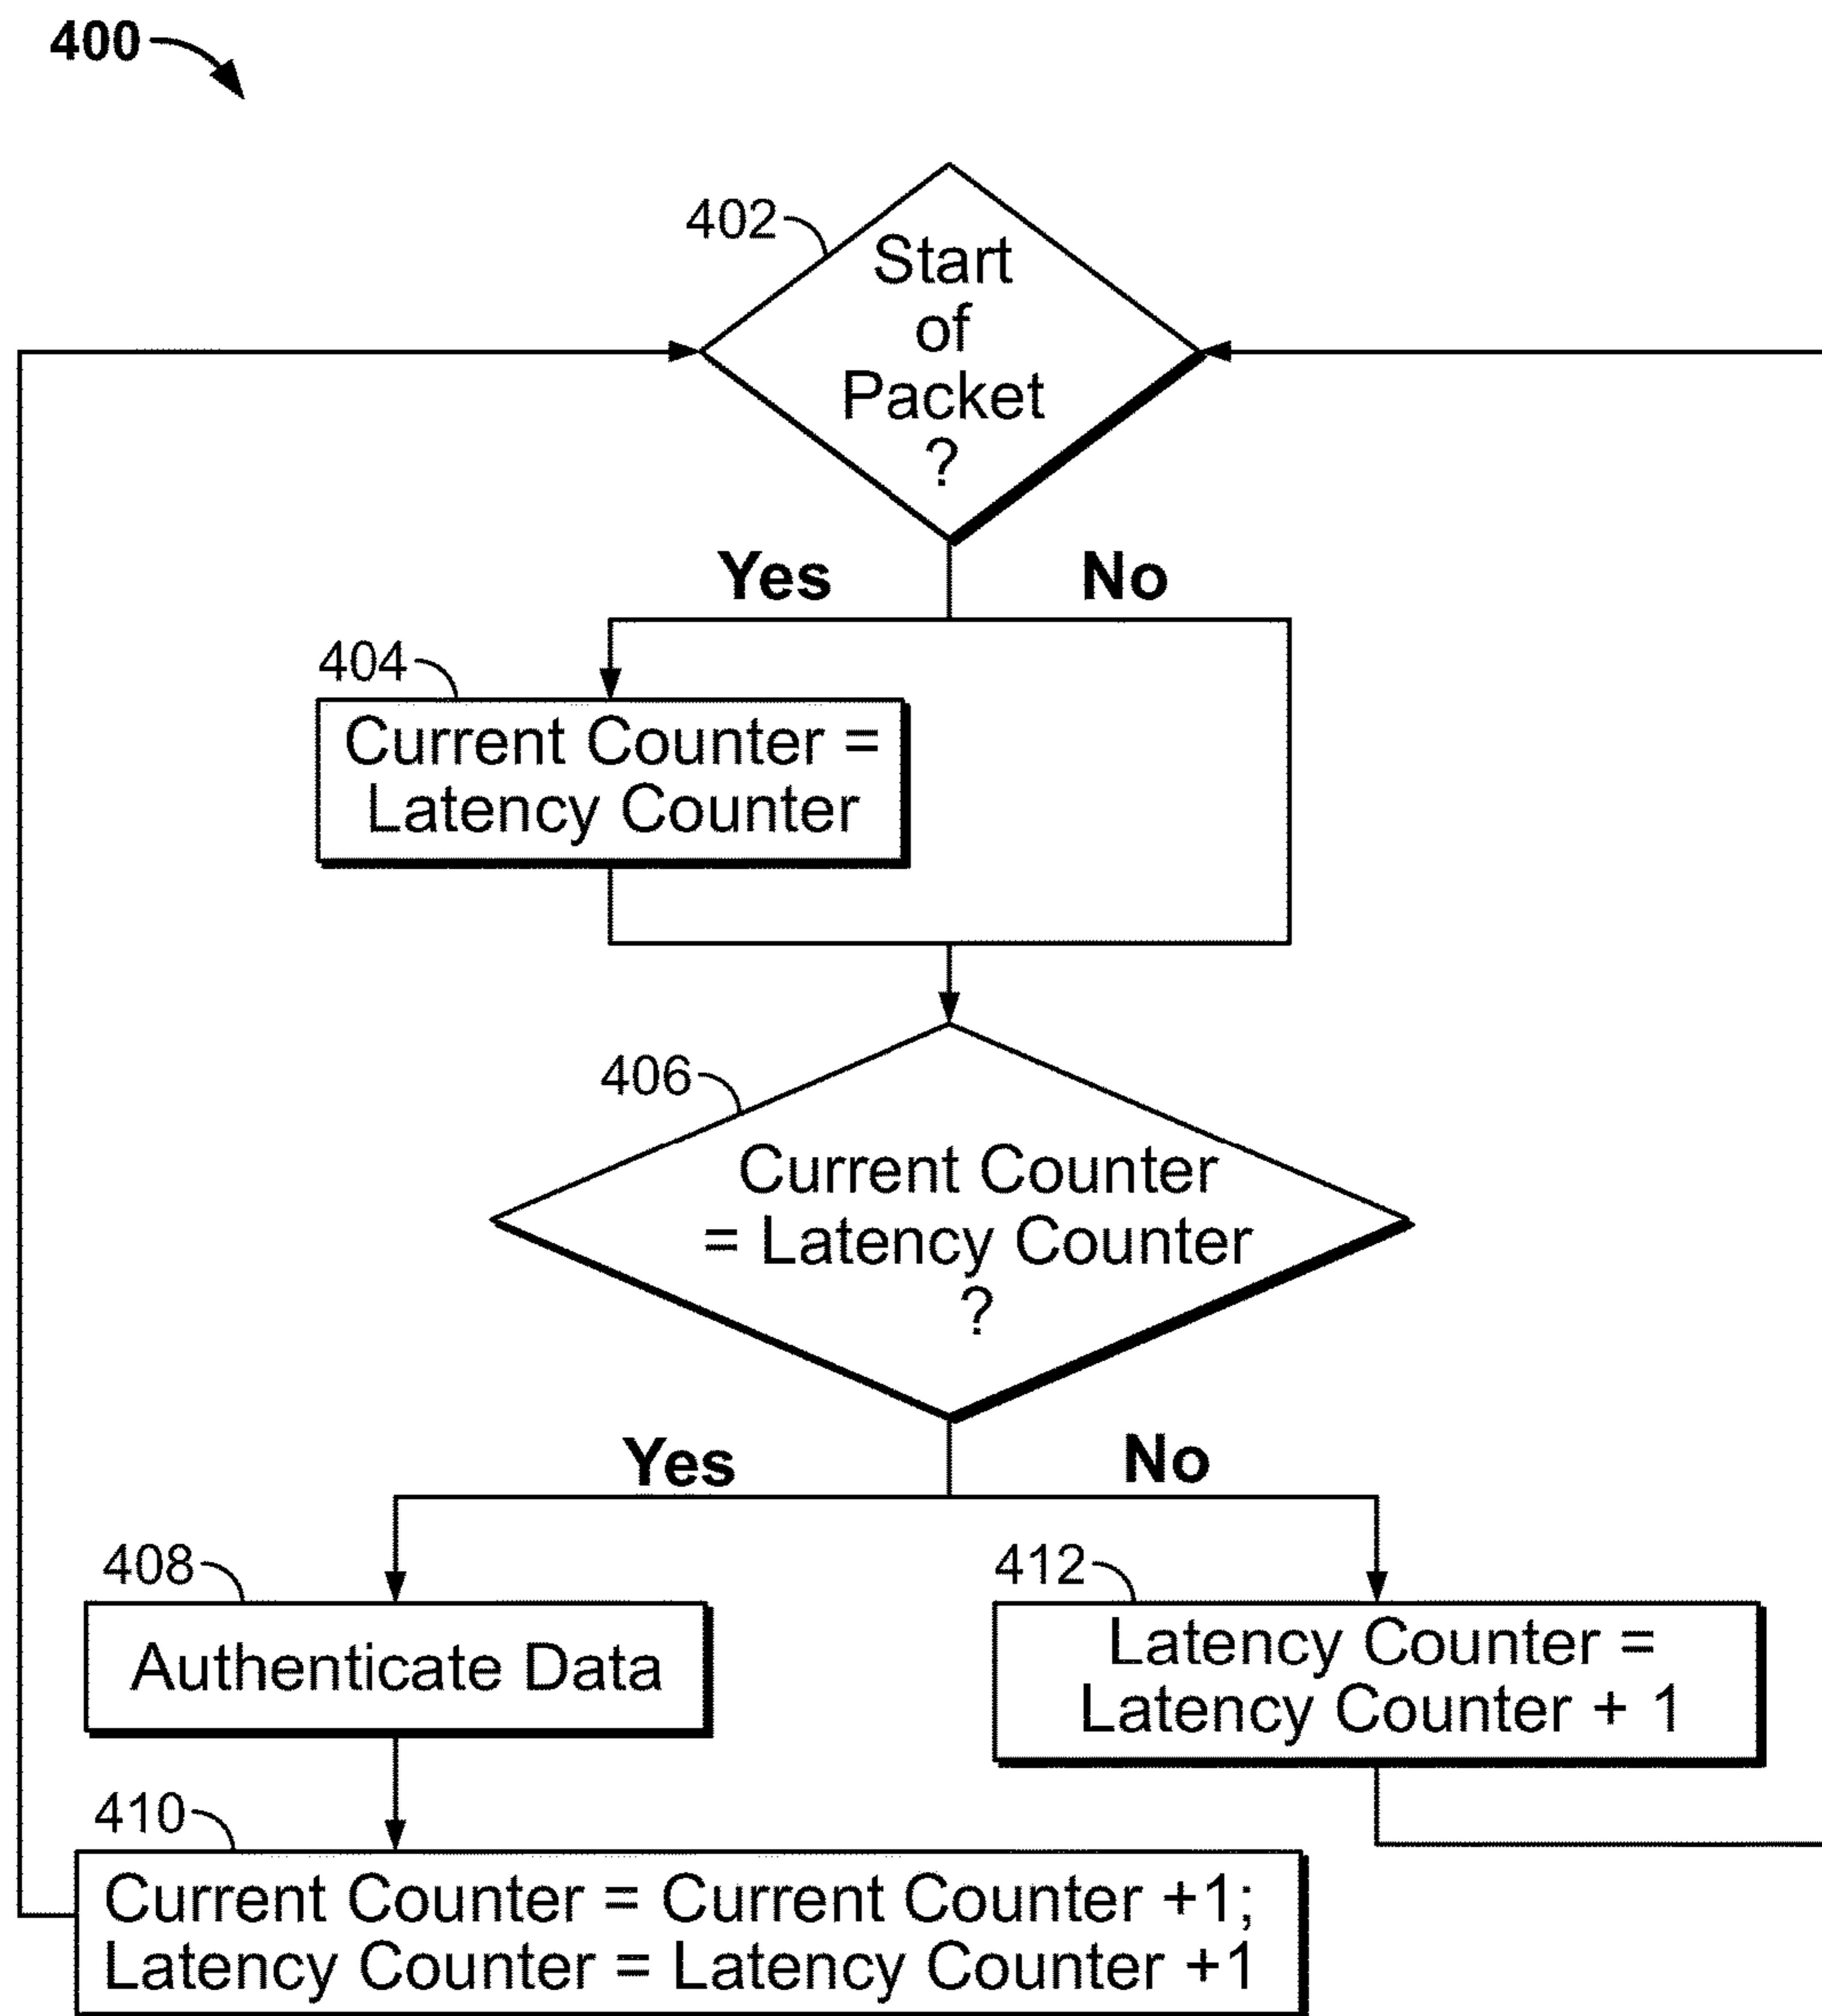 400
402
Start
of
Packet
?
Yes
No
404
Current Counter =
Latency Counter
406
Current Counter
= Latency Counter
?
Yes
No
408
Authenticate Data
412
Latency Counter =
Latency Counter + 1
410
Current Counter = Current Counter +1;
Latency Counter = Latency Counter +1